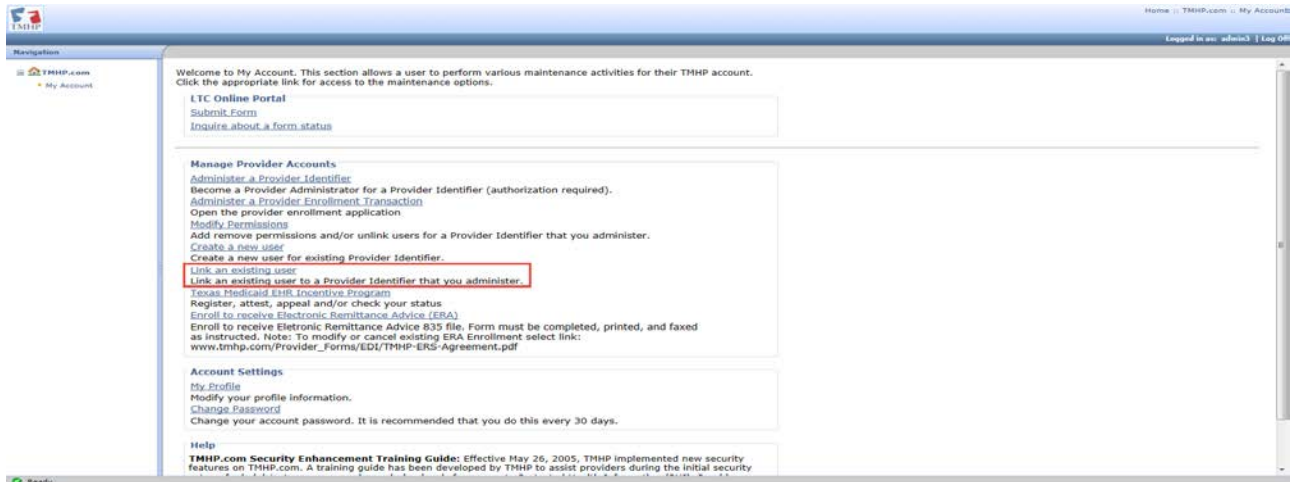 Home :: TMHP.com :: My Account
TMHP
Logged in as: admin3 | Log Off
Navigation
TMHP.com
My Account
Welcome to My Account. This section allows a user to perform various maintenance activities for their TMHP account.
Click the appropriate link for access to the maintenance options.
LTC Online Portal
Submit Form
Inquire about a form status
Manage Provider Accounts
Administer a Provider Identifier
Become a Provider Administrator for a Provider Identifier (authorization required).
Administer a Provider Enrollment Transaction
Open the provider enrollment application
Modify Permissions
Add remove permissions and/or unlink users for a Provider Identifier that you administer.
Create a new user
Create a new user for existing Provider Identifier.
Link an existing user
Link an existing user to a Provider Identifier that you administer.
Texas Medicaid EHR Incentive Program
Register, attest, appeal and/or check your status
Enroll to receive Electronic Remittance Advice (ERA)
Enroll to receive Eletronic Remittance Advice 835 file. Form must be completed, printed, and faxed
as instructed. Note: To modify or cancel existing ERA Enrollment select link:
www.tmhp.com/Provider_Forms/EDI/TMHP-ERS-Agreement.pdf
Account Settings
My Profile
Modify your profile information.
Change Password
Change your account password. It is recommended that you do this every 30 days.
Help
TMHP.com Security Enhancement Training Guide: Effective May 26, 2005, TMHP implemented new security
features on TMHP.com. A training guide has been developed by TMHP to assist providers during the initial security
Ready